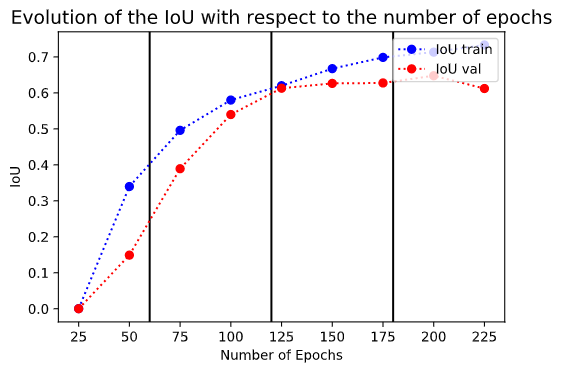 Evolution of the IoU with respect to the number of epochs
IoU train
IoU val
0.7
0.6
0.5
0.4
0.3
0.2
0.1
0.0
IoU
25 50 75 100 125 150 175 200 225
Number of Epochs